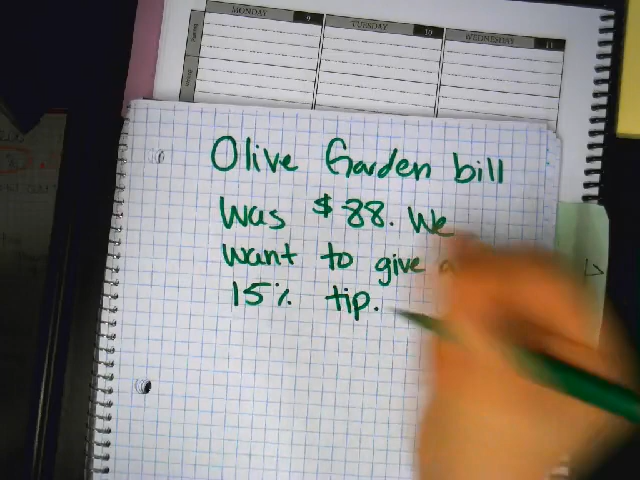 MONDAY 9 TUESDAY 10 WEDNESDAY 11
Olive Garden bill
was $88. We
want to give a
15% tip.